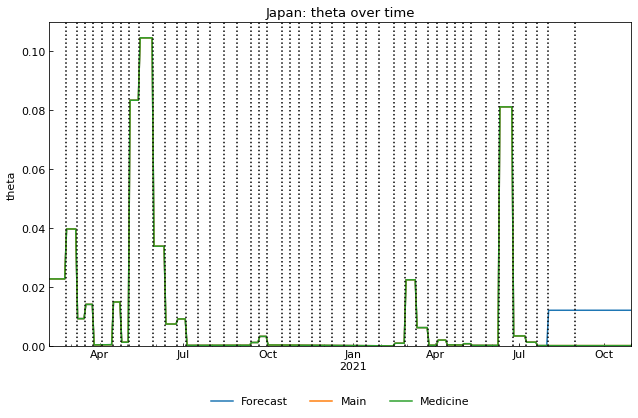 Japan: theta over time
theta
0.10
0.08
0.06
0.04
0.02
0.00
Apr Jul Oct Jan Apr Jul Oct
2021
Forecast Main Medicine